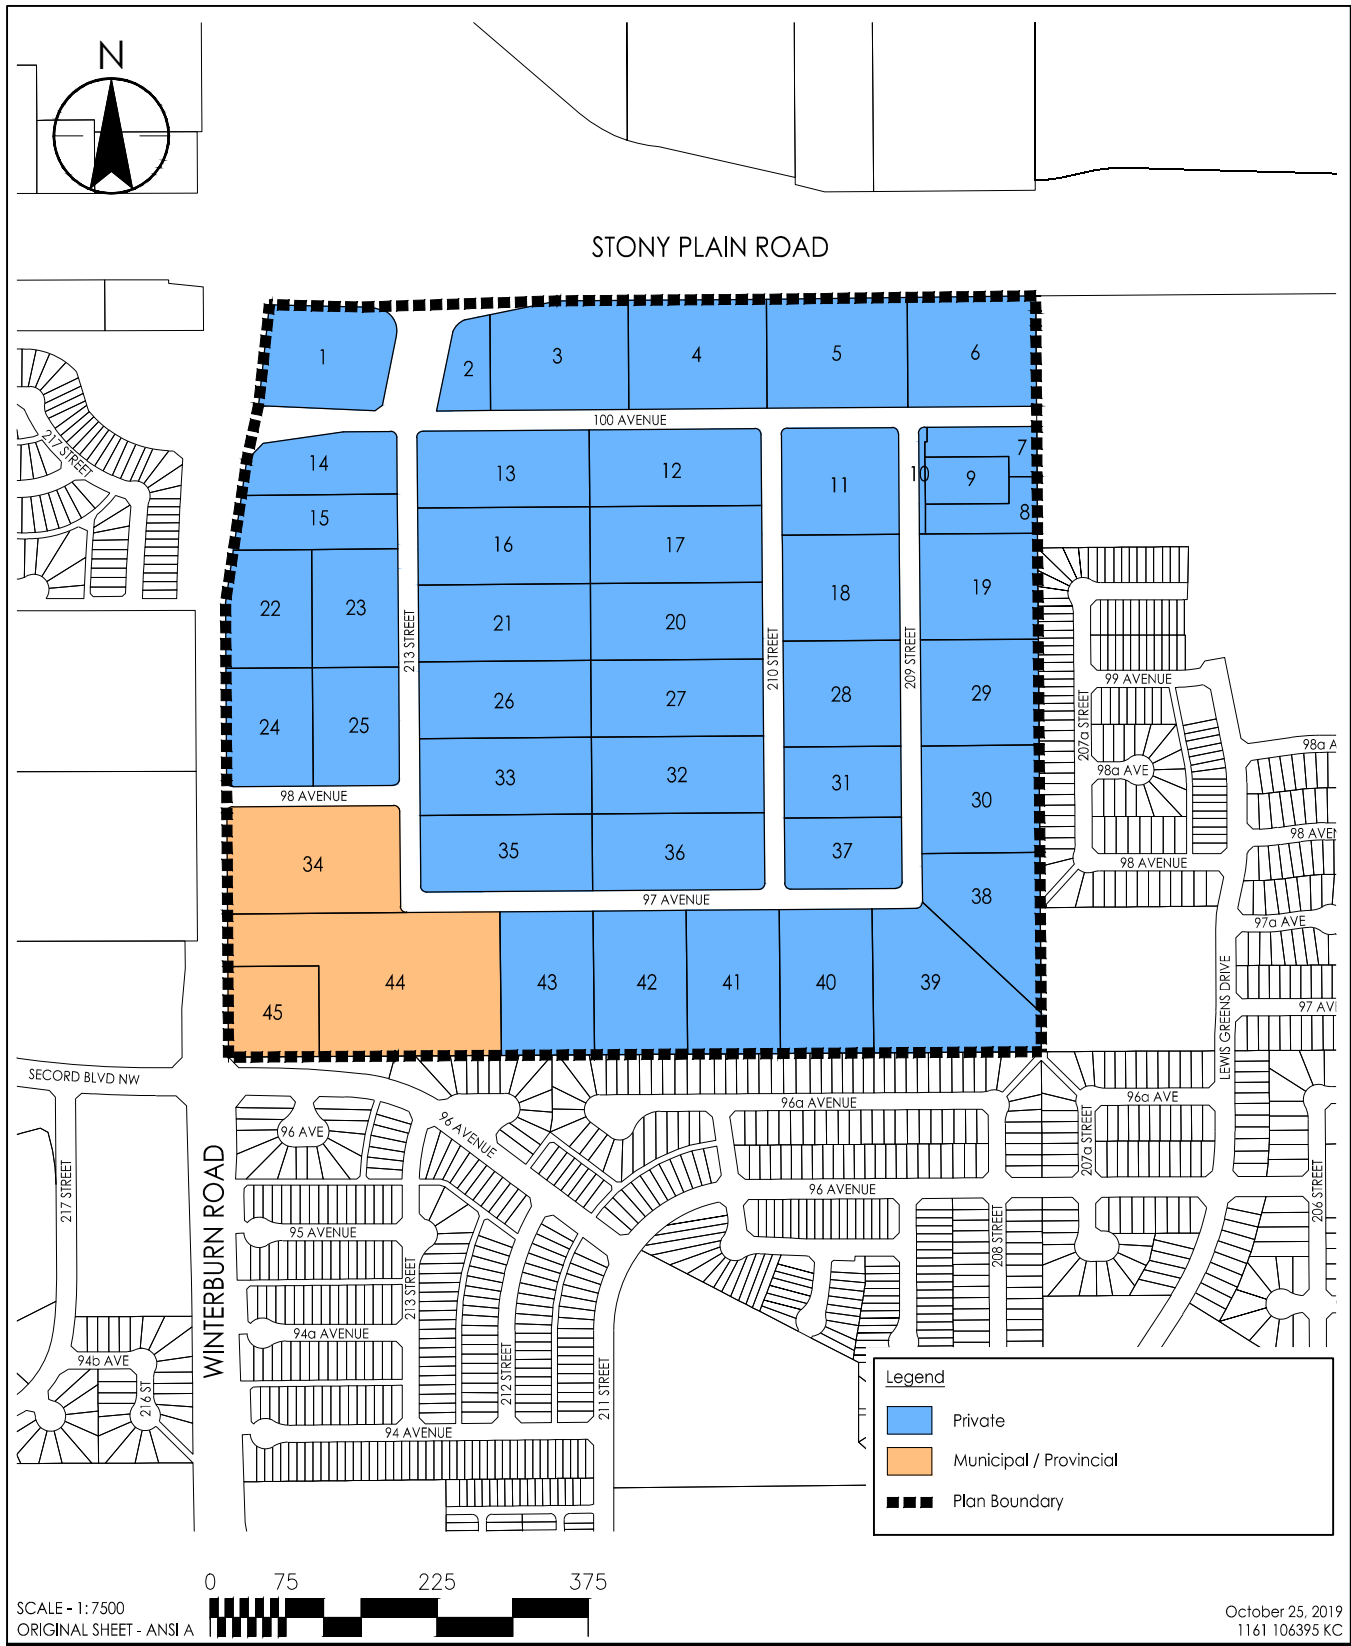 N
STONY PLAIN ROAD
1
2
3
4
5
6
100 AVENUE
217 STREET
14
13
12
11
10
9
7
8
15
16
17
18
19
22
23
213 STREET
21
20
210 STREET
209 STREET
24
25
26
27
28
29
99 AVENUE
207a STREET
98a AVE
98a A
98 AVENUE
33
32
31
30
98 AVENUE
98 AVEN
34
35
36
37
38
97 AVENUE
97a AVE
44
45
43
42
41
40
39
LEWIS GREENS DRIVE
97 AVI
SECORD BLVD NW
96 AVE
96 AVENUE
96a AVENUE
96a AVE
207a STREET
217 STREET
WINTERBURN ROAD
96 AVENUE
206 STREET
95 AVENUE
208 STREET
213 STREET
94a AVENUE
94b AVE
216 ST
212 STREET
211 STREET
94 AVENUE
Legend
Private
Municipal / Provincial
Plan Boundary
0 75 225 375
SCALE - 1:7500
ORIGINAL SHEET - ANSI A
October 25, 2019
1161 106395 KC